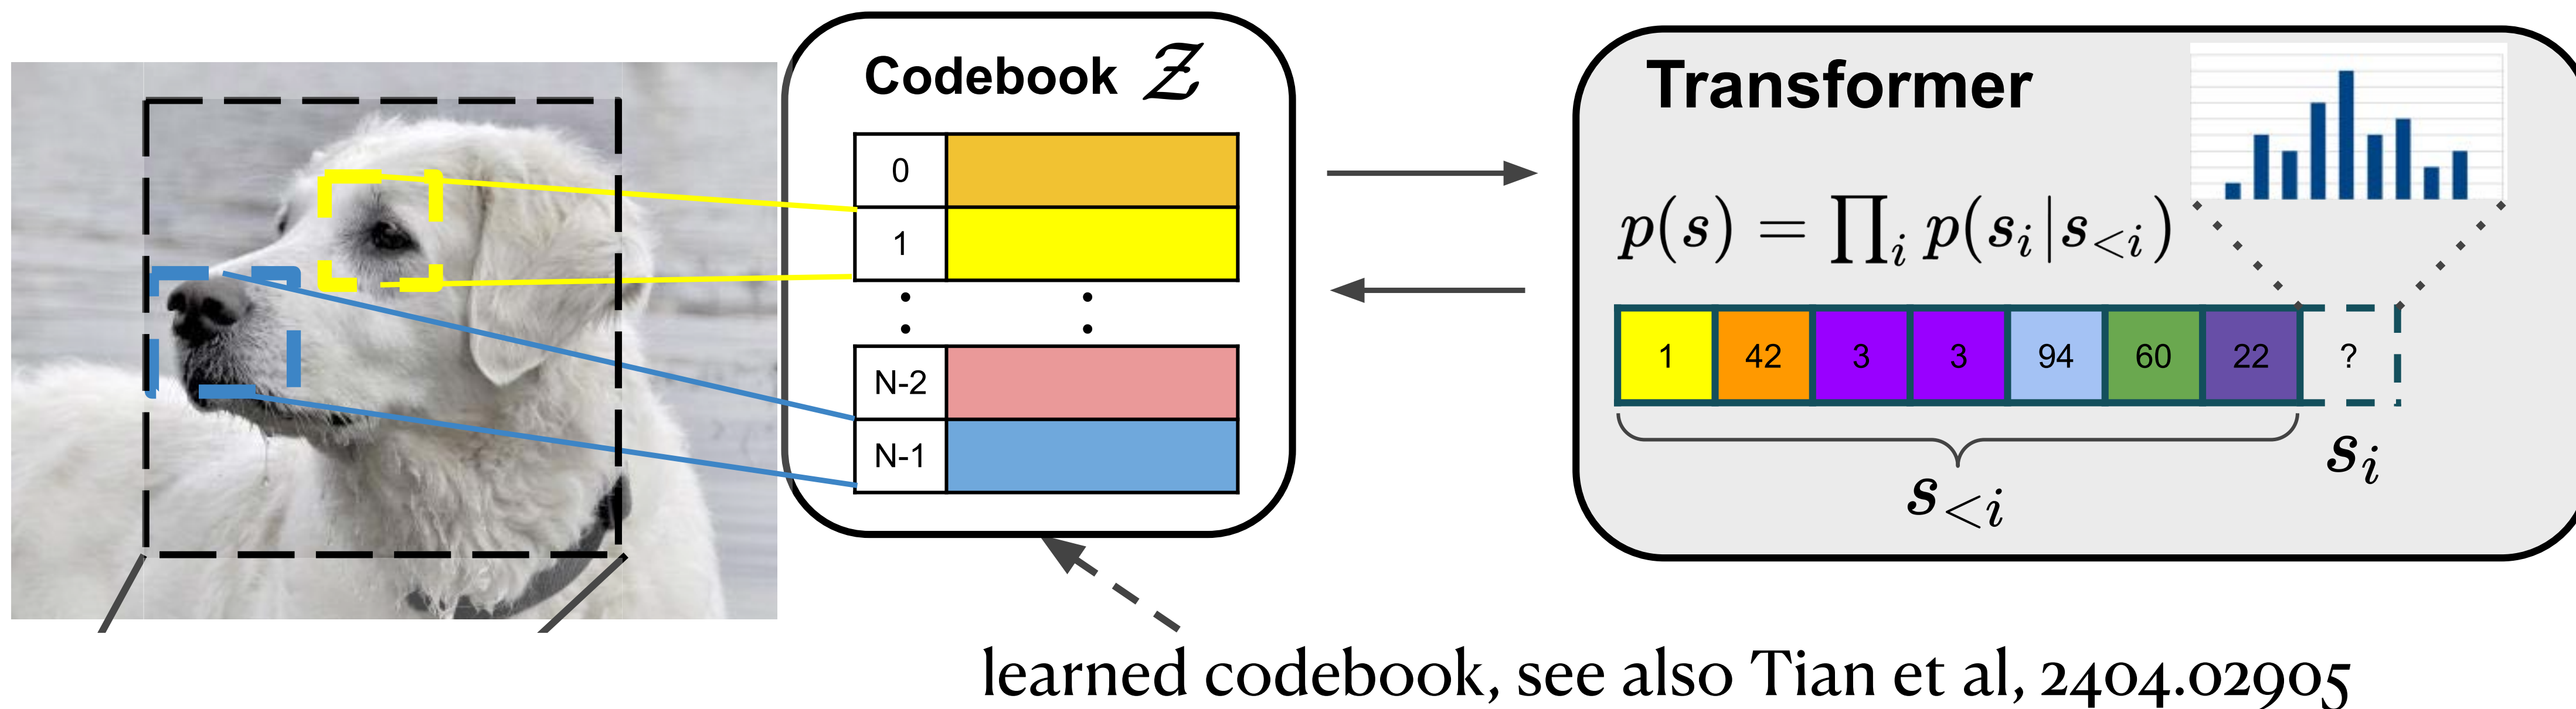 Codebook 𝒵
0
1
N-2
N-1
Transformer
p(s) = ∏ᵢ p(sᵢ|s<ᵢ)
1 42 3 3 94 60 22 ?
s<ᵢ
sᵢ
learned codebook, see also Tian et al, 2404.02905